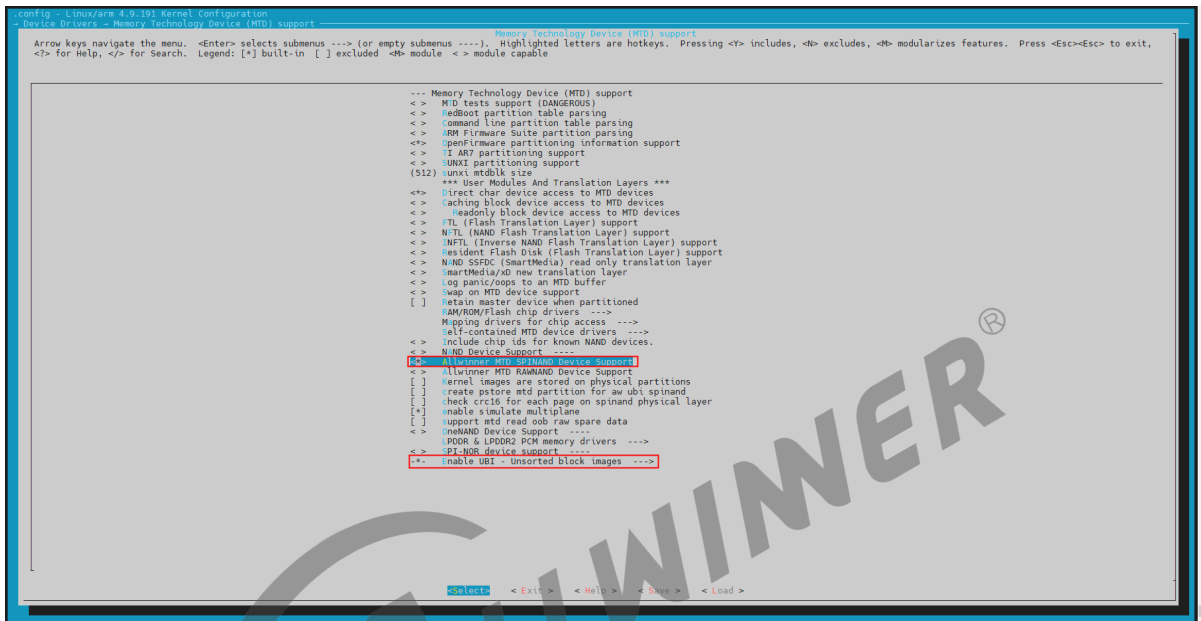 .config - Linux/arm 4.9.191 Kernel Configuration
→ Device Drivers → Memory Technology Device (MTD) support
Memory Technology Device (MTD) support
Arrow keys navigate the menu. <Enter> selects submenus ---> (or empty submenus ----). Highlighted letters are hotkeys. Pressing <Y> includes, <N> excludes, <M> modularizes features. Press <Esc><Esc> to exit,
<?> for Help, </> for Search. Legend: [*] built-in [ ] excluded <M> module < > module capable
--- Memory Technology Device (MTD) support
< > MTD tests support (DANGEROUS)
< > RedBoot partition table parsing
< > Command line partition table parsing
< > ARM Firmware Suite partition parsing
<*> OpenFirmware partitioning information support
< > TI AR7 partitioning support
< > SUNXI partitioning support
(512) sunxi mtdblk size
*** User Modules And Translation Layers ***
<*> Direct char device access to MTD devices
< > Caching block device access to MTD devices
< > Readonly block device access to MTD devices
< > FTL (Flash Translation Layer) support
< > NFTL (NAND Flash Translation Layer) support
< > INFTL (Inverse NAND Flash Translation Layer) support
< > Resident Flash Disk (Flash Translation Layer) support
< > NAND SSFDC (SmartMedia) read only translation layer
< > SmartMedia/xD new translation layer
< > Log panic/oops to an MTD buffer
< > Swap on MTD device support
[ ] Retain master device when partitioned
RAM/ROM/Flash chip drivers --->
Mapping drivers for chip access --->
Self-contained MTD device drivers --->
< > Include chip ids for known NAND devices.
< > NAND Device Support ----
<*> Allwinner MTD SPINAND Device Support
< > Allwinner MTD RAWNAND Device Support
[ ] Kernel images are stored on physical partitions
[ ] create pstore mtd partition for aw ubi spinand
[ ] check crc16 for each page on spinand physical layer
[*] enable simulate multiplane
[ ] support mtd read oob raw spare data
< > OneNAND Device Support ----
LPDDR & LPDDR2 PCM memory drivers --->
< > SPI-NOR device support ----
-*- Enable UBI - Unsorted block images --->
<Select> < Exit > < Help > < Save > < Load >
ALLWINNER®